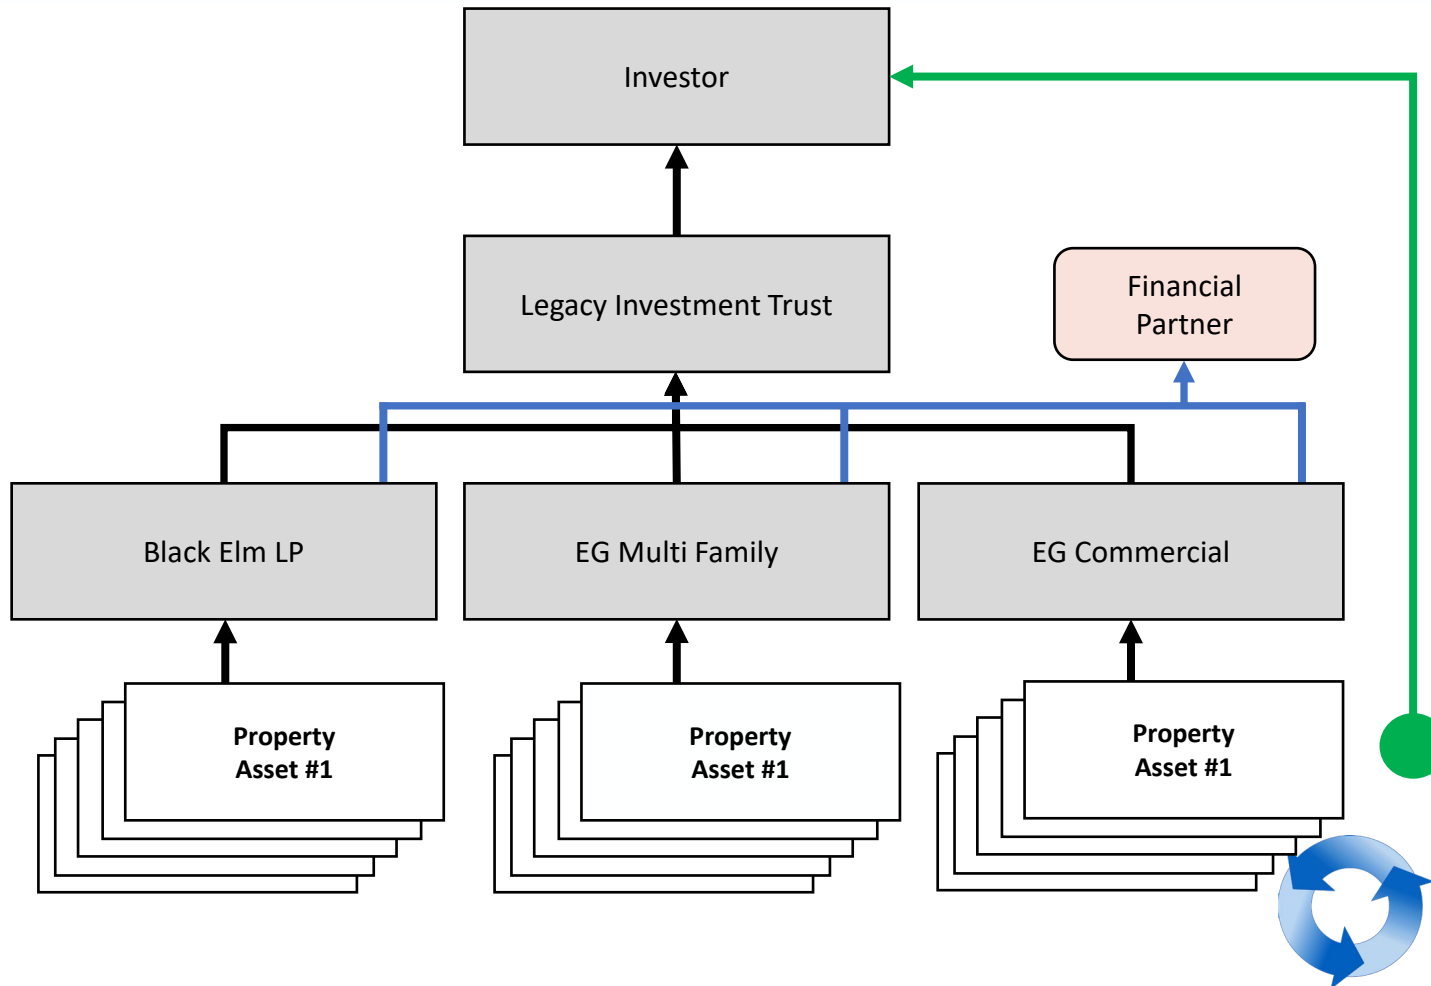 Investor
Legacy Investment Trust
Financial
Partner
Black Elm LP
EG Multi Family
EG Commercial
Property
Asset #1
Property
Asset #1
Property
Asset #1